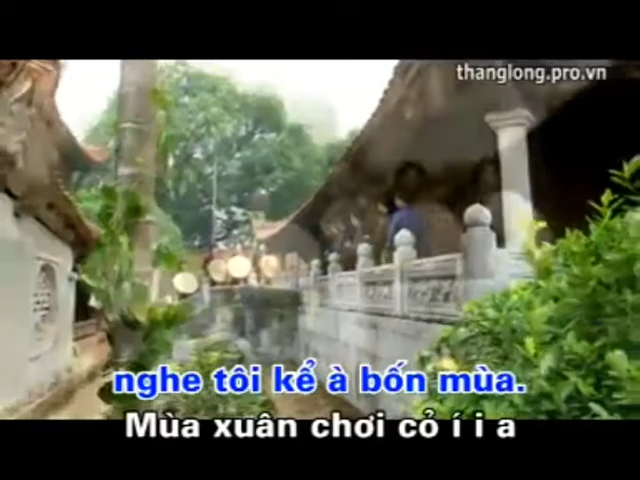 thanglong.pro.vn
nghe tôi kể à bốn mùa.
Mùa xuân chơi cỏ í i a